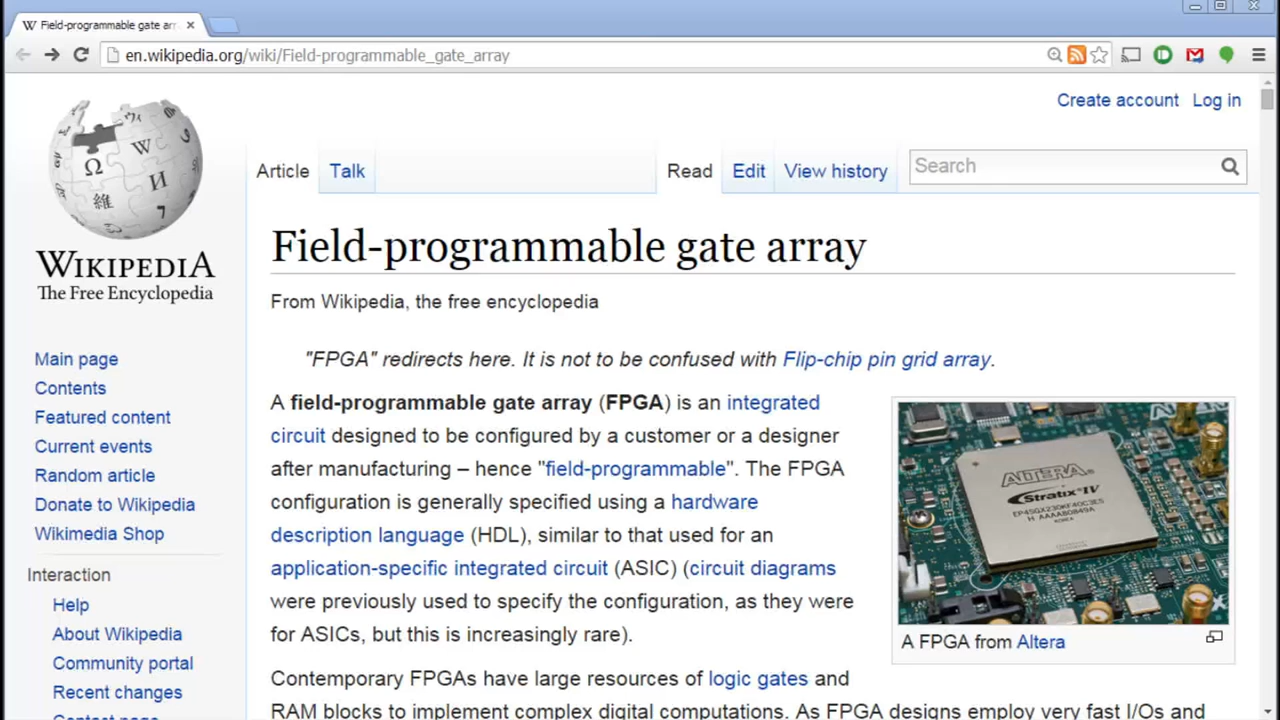 Field-programmable gate arr
en.wikipedia.org/wiki/Field-programmable_gate_array
Create account Log in
Article Talk Read Edit View history Search
WIKIPEDIA
The Free Encyclopedia
Main page
Contents
Featured content
Current events
Random article
Donate to Wikipedia
Wikimedia Shop
Interaction
Help
About Wikipedia
Community portal
Recent changes
Contact page
Field-programmable gate array
From Wikipedia, the free encyclopedia
"FPGA" redirects here. It is not to be confused with Flip-chip pin grid array.
A field-programmable gate array (FPGA) is an integrated
circuit designed to be configured by a customer or a designer
after manufacturing – hence "field-programmable". The FPGA
configuration is generally specified using a hardware
description language (HDL), similar to that used for an
application-specific integrated circuit (ASIC) (circuit diagrams
were previously used to specify the configuration, as they were
for ASICs, but this is increasingly rare).
Contemporary FPGAs have large resources of logic gates and
RAM blocks to implement complex digital computations. As FPGA designs employ very fast I/Os and
ALTERA
Stratix IV
KOREA
A FPGA from Altera